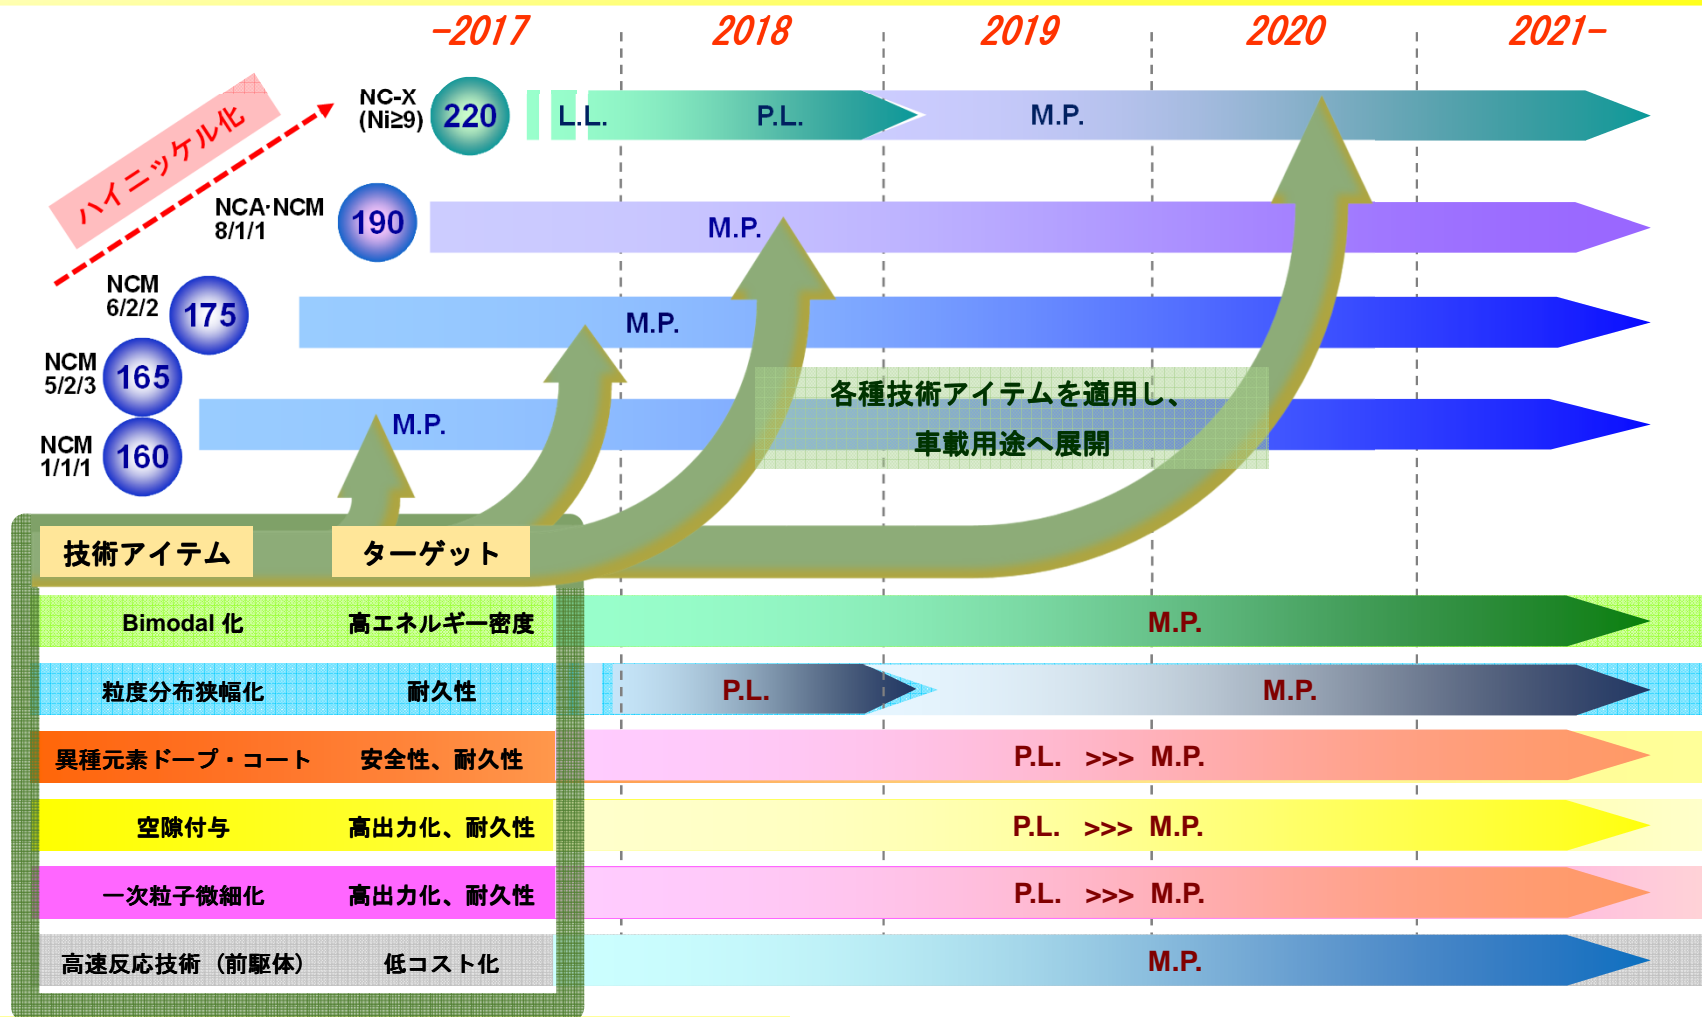 -2017
2018
2019
2020
2021-
ハイニッケル化
NC-X
(Ni≥9)
220
L.L.
P.L.
M.P.
NCA·NCM
8/1/1
190
M.P.
NCM
6/2/2
175
M.P.
NCM
5/2/3
165
NCM
1/1/1
160
M.P.
各種技術アイテムを適用し、
車載用途へ展開
技術アイテム
ターゲット
Bimodal 化
高エネルギー密度
M.P.
粒度分布狭幅化
耐久性
P.L.
M.P.
異種元素ドープ・コート
安全性、耐久性
P.L. >>> M.P.
空隙付与
高出力化、耐久性
P.L. >>> M.P.
一次粒子微細化
高出力化、耐久性
P.L. >>> M.P.
高速反応技術（前駆体）
低コスト化
M.P.